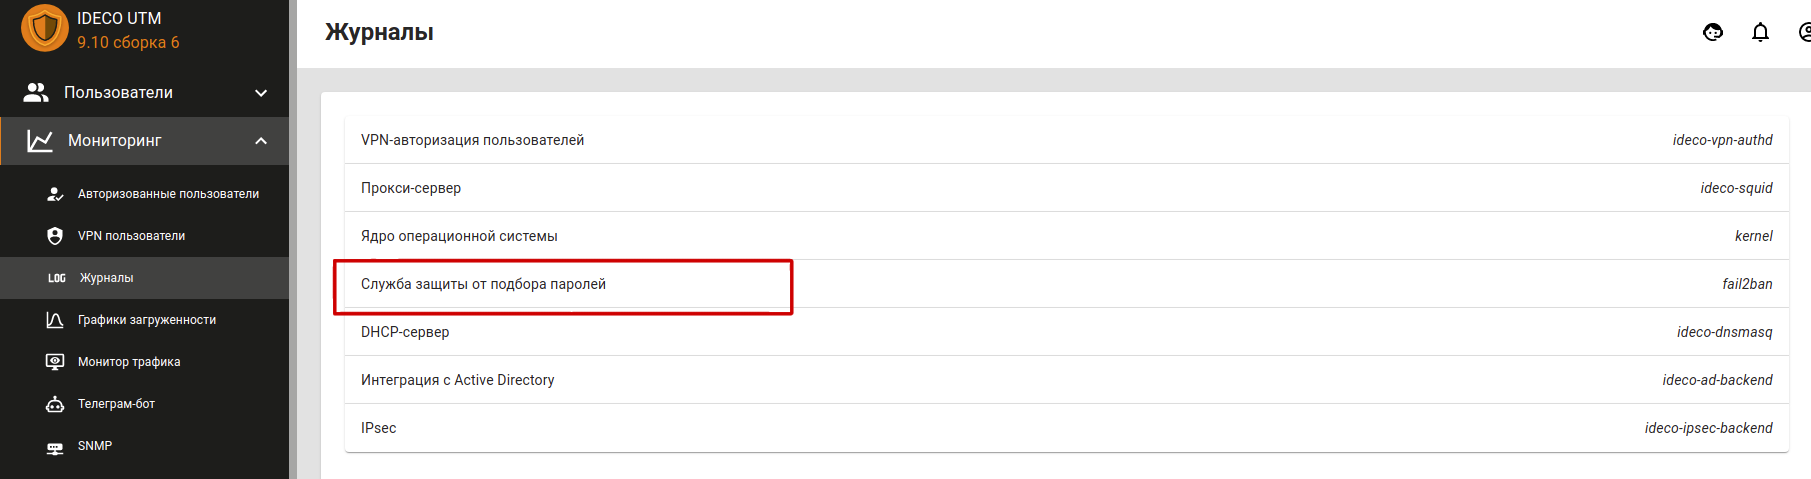 IDECO UTM
9.10 сборка 6
Пользователи
Мониторинг
Авторизованные пользователи
VPN пользователи
LOG Журналы
Графики загруженности
Монитор трафика
Телеграм-бот
SNMP
Журналы
VPN-авторизация пользователей ideco-vpn-authd
Прокси-сервер ideco-squid
Ядро операционной системы kernel
Служба защиты от подбора паролей fail2ban
DHCP-сервер ideco-dnsmasq
Интеграция с Active Directory ideco-ad-backend
IPsec ideco-ipsec-backend